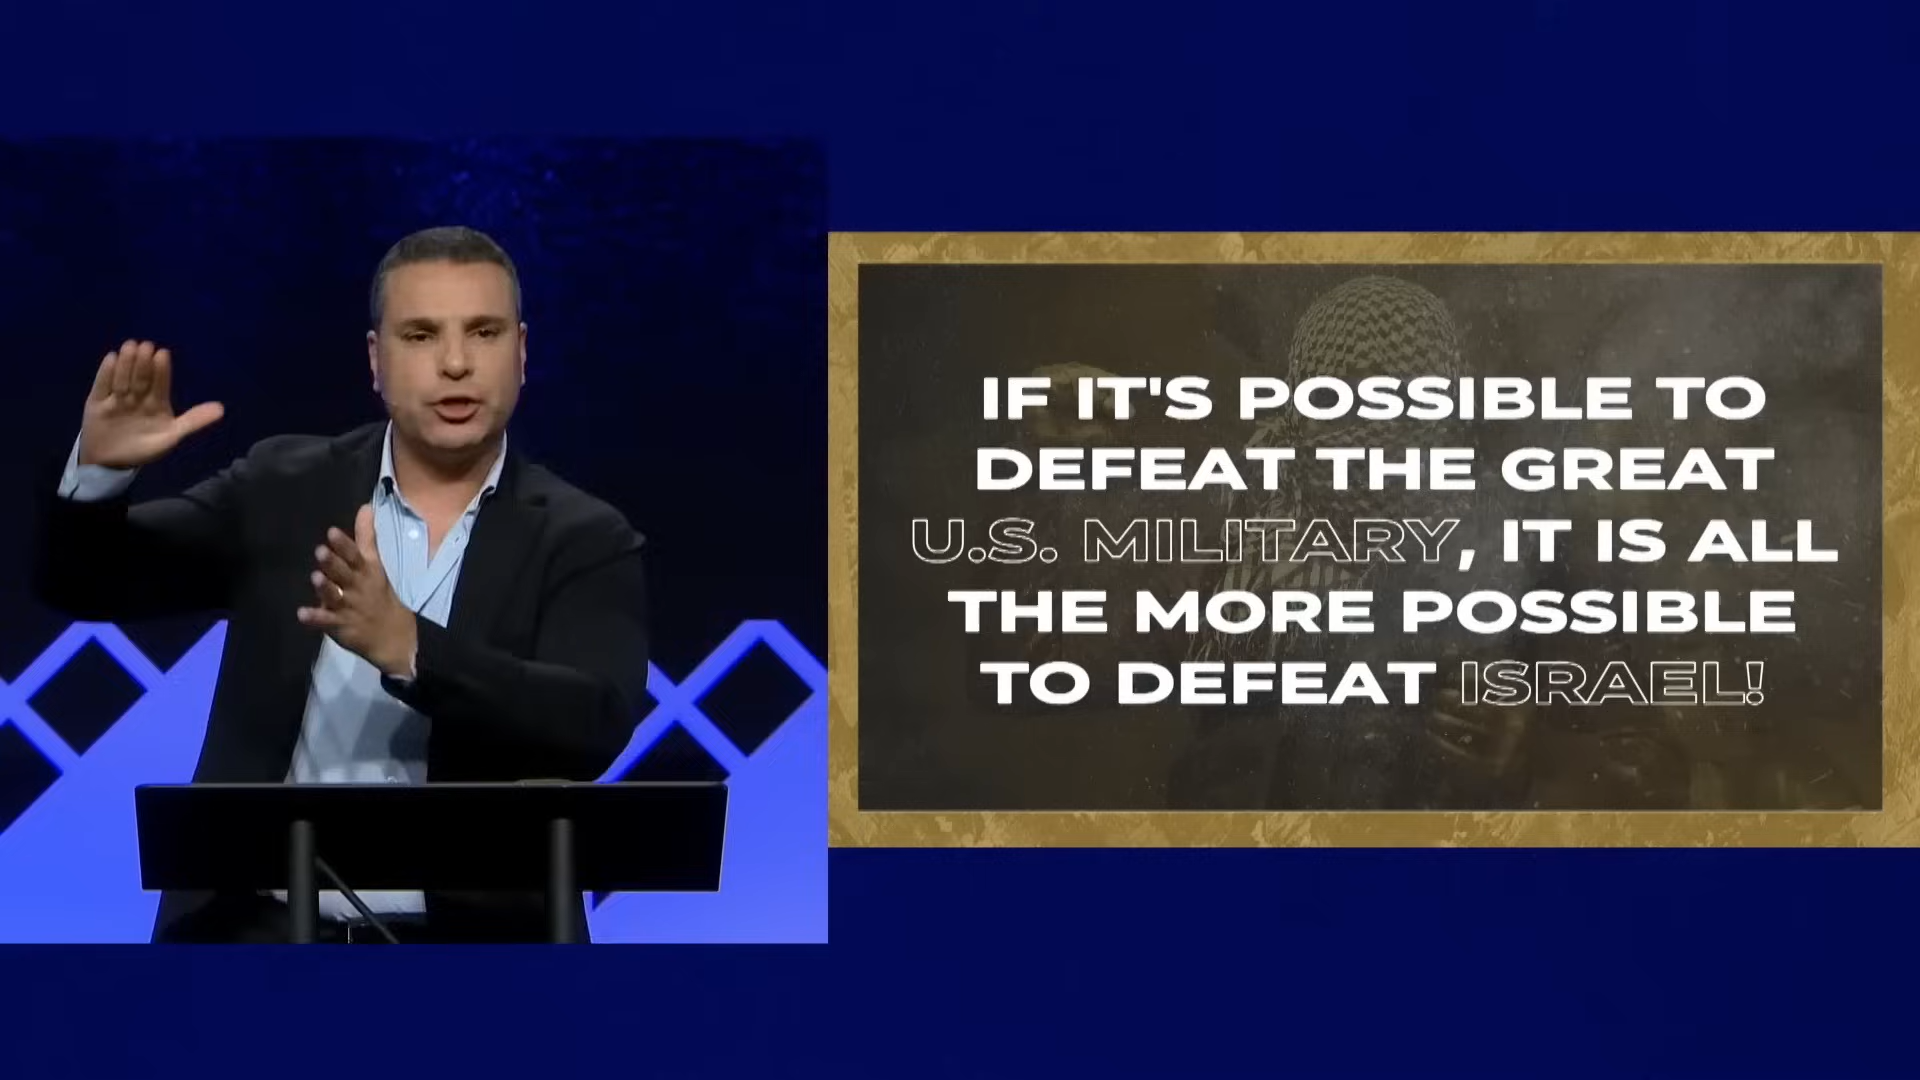 IF IT'S POSSIBLE TO
DEFEAT THE GREAT
U.S. MILITARY, IT IS ALL
THE MORE POSSIBLE
TO DEFEAT ISRAEL!